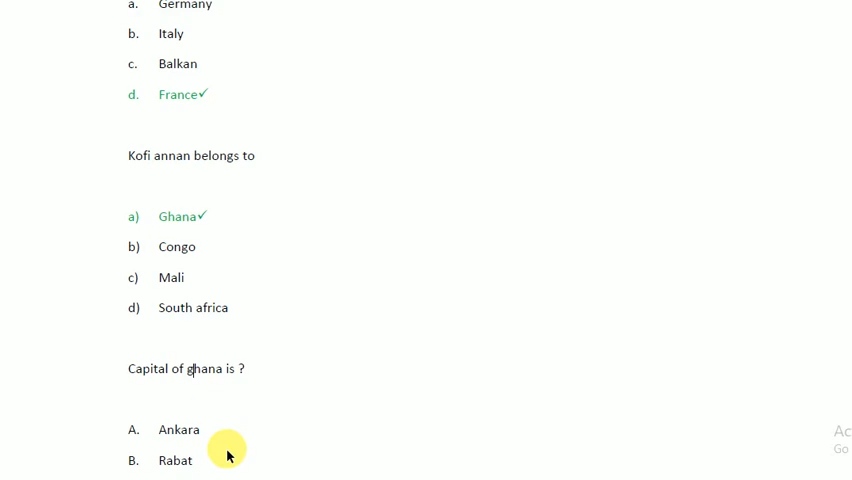 a. Germany
b. Italy
c. Balkan
d. France✓
Kofi annan belongs to
a) Ghana✓
b) Congo
c) Mali
d) South africa
Capital of ghana is ?
A. Ankara
B. Rabat
Ac
Go